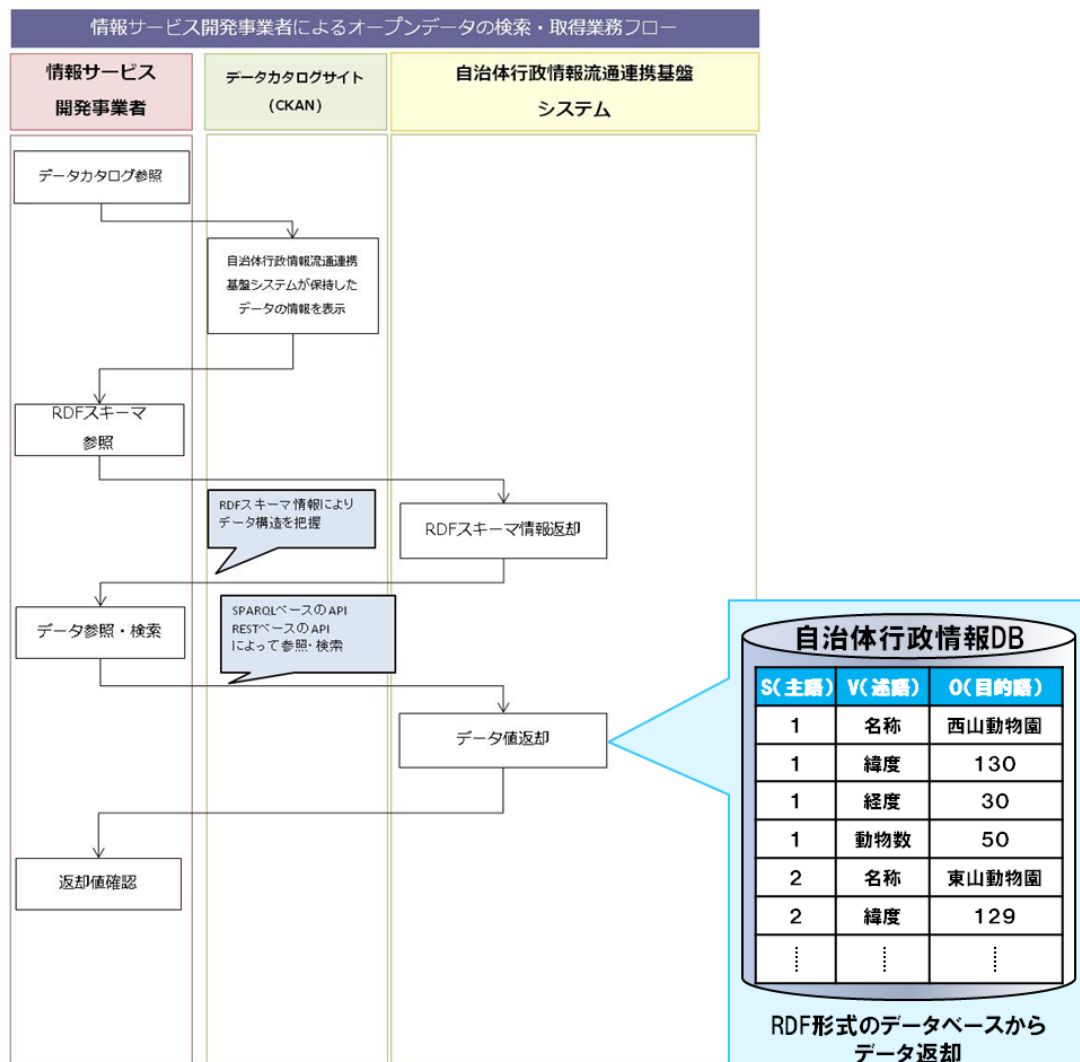 情報サービス開発事業者によるオープンデータの検索・取得業務フロー
情報サービス
開発事業者
データカタログサイト
(CKAN)
自治体行政情報流通連携基盤
システム
データカタログ参照
自治体行政情報流通連携
基盤システムが保持した
データの情報を表示
RDFスキーマ
参照
RDFスキーマ情報により
データ構造を把握
RDFスキーマ情報返却
データ参照・検索
SPARQLベースのAPI
RESTベースのAPI
によって参照・検索
データ値返却
返却値確認
自治体行政情報DB
S(主語) V(述語) O(目的語)
1 名称 西山動物園
1 緯度 130
1 経度 30
1 動物数 50
2 名称 東山動物園
2 緯度 129
⋮ ⋮ ⋮
RDF形式のデータベースから
データ返却